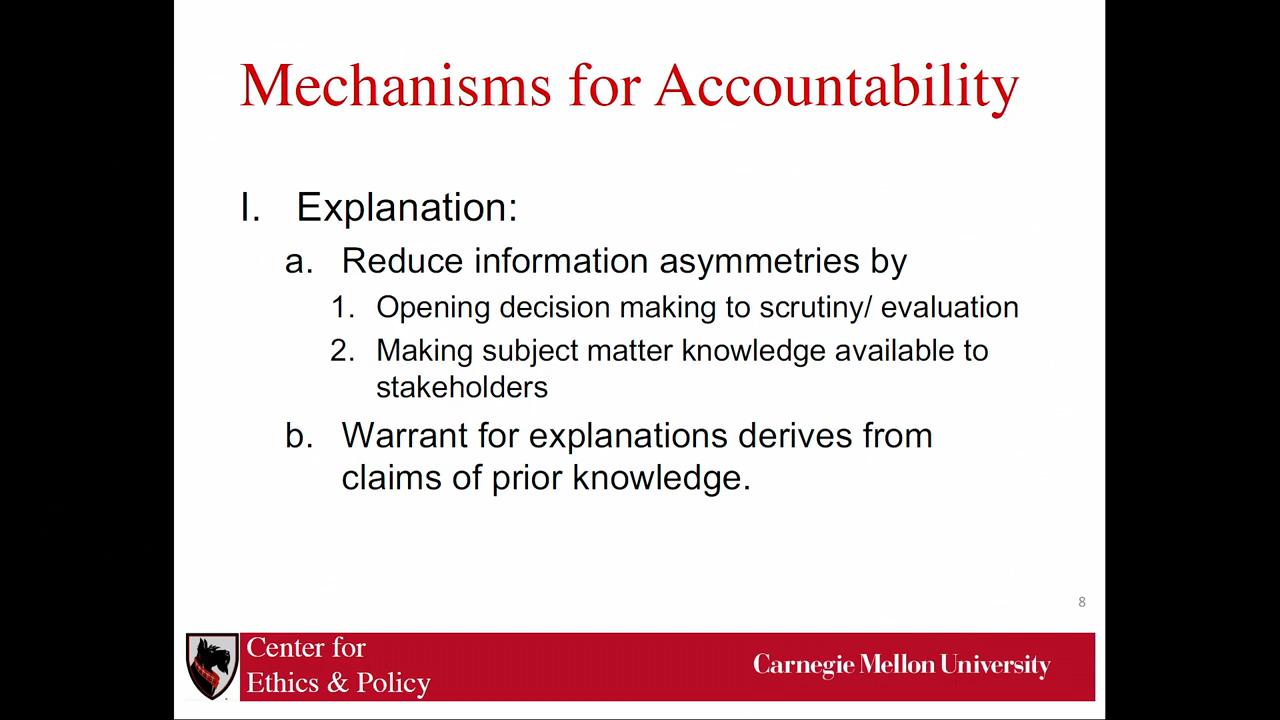 Mechanisms for Accountability
I. Explanation:
a. Reduce information asymmetries by
1. Opening decision making to scrutiny/ evaluation
2. Making subject matter knowledge available to
stakeholders
b. Warrant for explanations derives from
claims of prior knowledge.
8
Center for
Ethics & Policy
Carnegie Mellon University